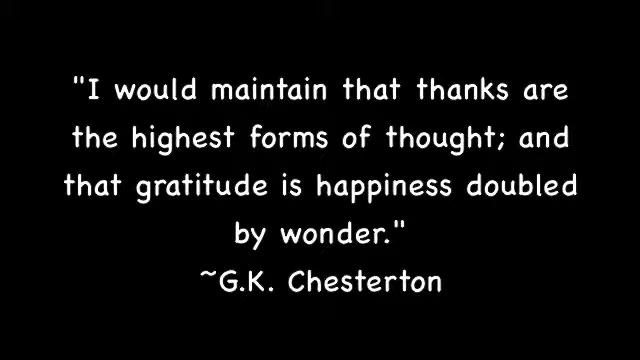 "I would maintain that thanks are
the highest forms of thought; and
that gratitude is happiness doubled
by wonder."
~G.K. Chesterton